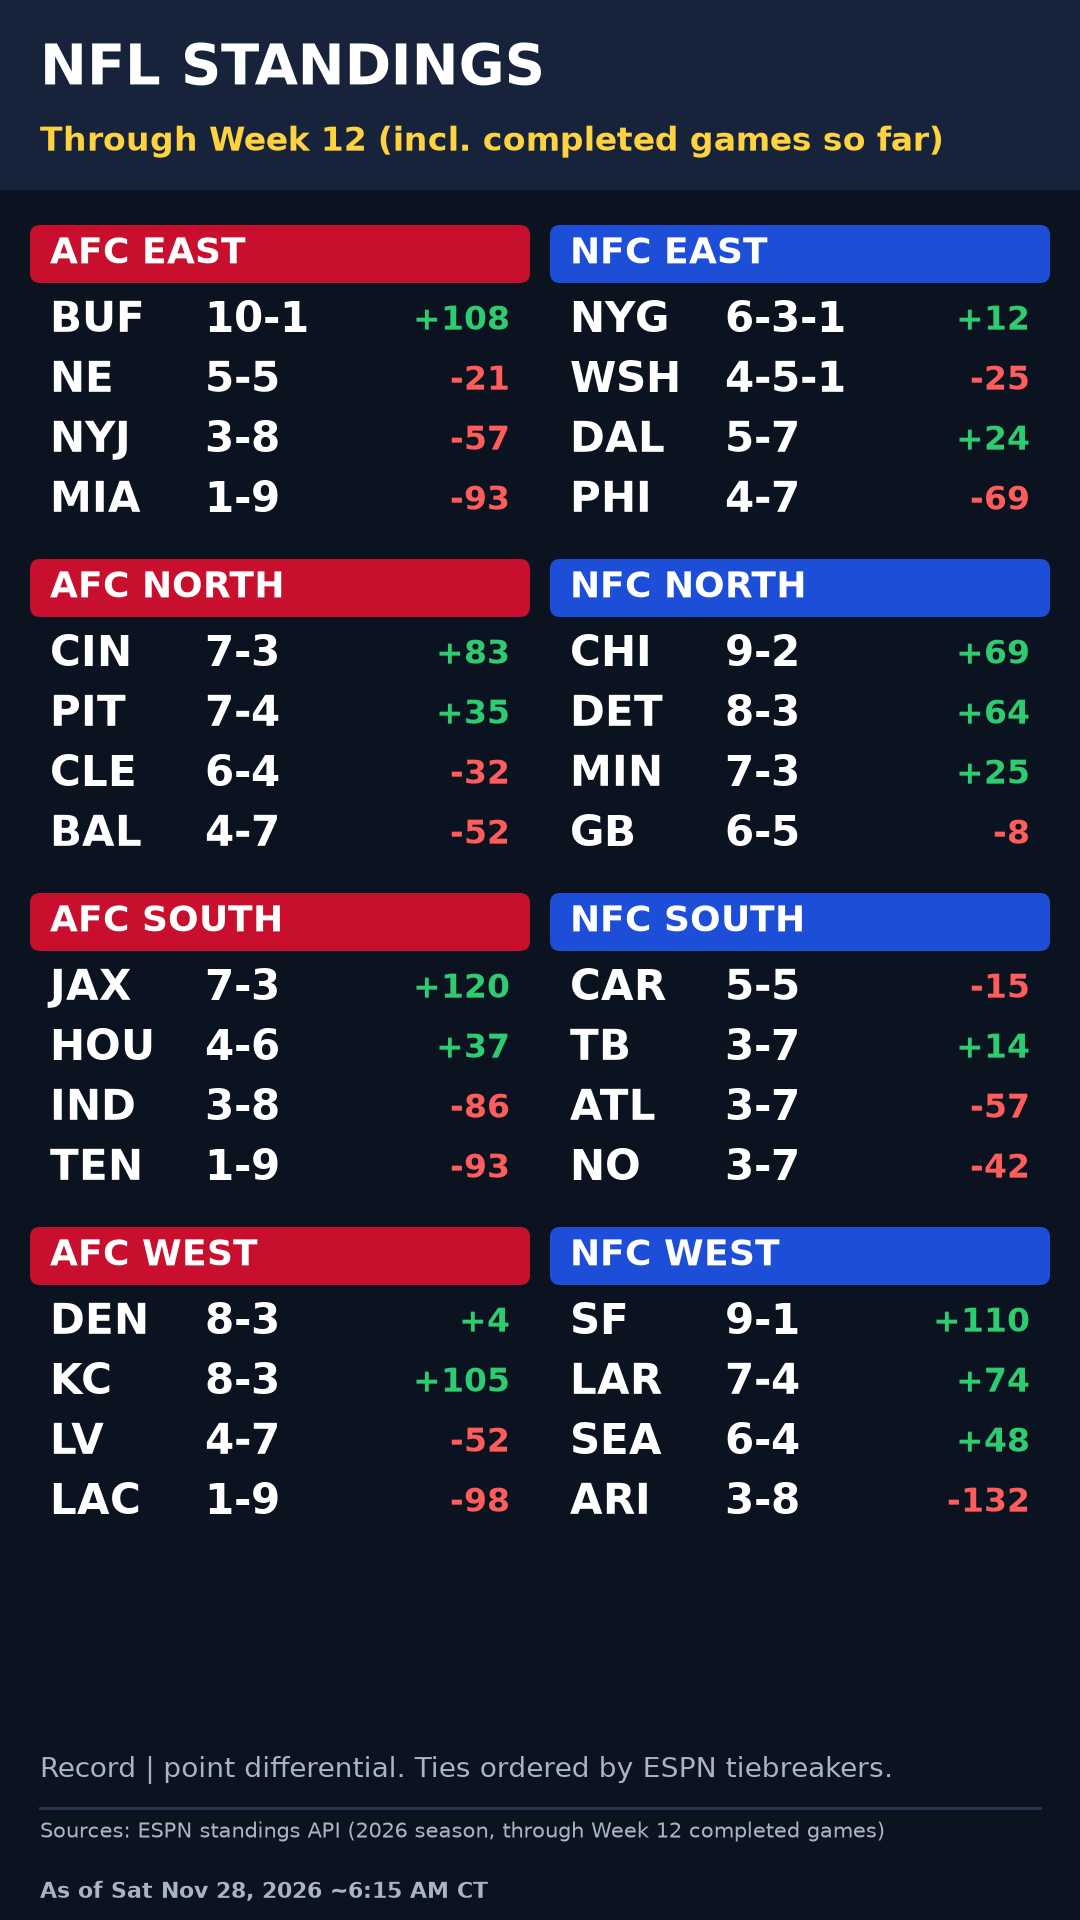 NFL STANDINGS
Through Week 12 (incl. completed games so far)
AFC EAST
BUF 10-1 +108
NE 5-5 -21
NYJ 3-8 -57
MIA 1-9 -93
NFC EAST
NYG 6-3-1 +12
WSH 4-5-1 -25
DAL 5-7 +24
PHI 4-7 -69
AFC NORTH
CIN 7-3 +83
PIT 7-4 +35
CLE 6-4 -32
BAL 4-7 -52
NFC NORTH
CHI 9-2 +69
DET 8-3 +64
MIN 7-3 +25
GB 6-5 -8
AFC SOUTH
JAX 7-3 +120
HOU 4-6 +37
IND 3-8 -86
TEN 1-9 -93
NFC SOUTH
CAR 5-5 -15
TB 3-7 +14
ATL 3-7 -57
NO 3-7 -42
AFC WEST
DEN 8-3 +4
KC 8-3 +105
LV 4-7 -52
LAC 1-9 -98
NFC WEST
SF 9-1 +110
LAR 7-4 +74
SEA 6-4 +48
ARI 3-8 -132
Record | point differential. Ties ordered by ESPN tiebreakers.
Sources: ESPN standings API (2026 season, through Week 12 completed games)
As of Sat Nov 28, 2026 ~6:15 AM CT